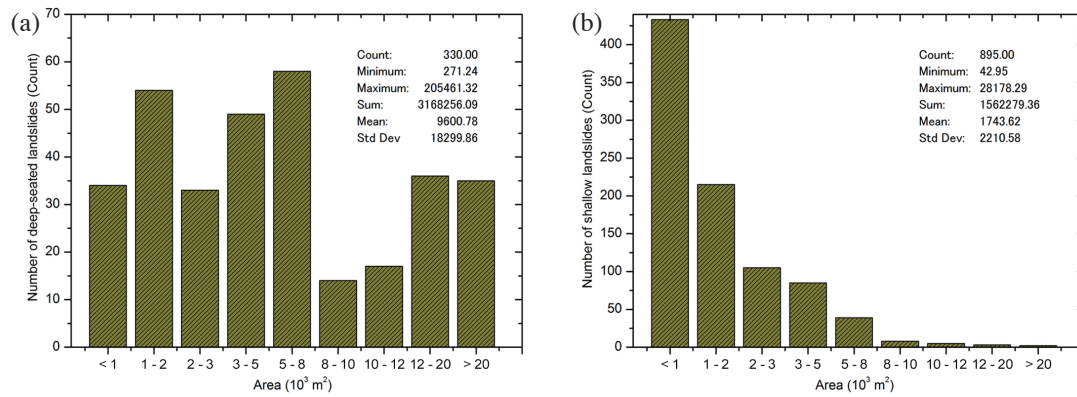 (a)
Number of deep-seated landslides (Count)
70
60
50
40
30
20
10
0
Count: 330.00
Minimum: 271.24
Maximum: 205461.32
Sum: 3168256.09
Mean: 9600.78
Std Dev 18299.86
< 1 1 - 2 2 - 3 3 - 5 5 - 8 8 - 10 10 - 12 12 - 20 > 20
Area (10³ m²)
(b)
Number of shallow landslides (Count)
400
350
300
250
200
150
100
50
0
Count: 895.00
Minimum: 42.95
Maximum: 28178.29
Sum: 1562279.36
Mean: 1743.62
Std Dev: 2210.58
< 1 1 - 2 2 - 3 3 - 5 5 - 8 8 - 10 10 - 12 12 - 20 > 20
Area (10³ m²)